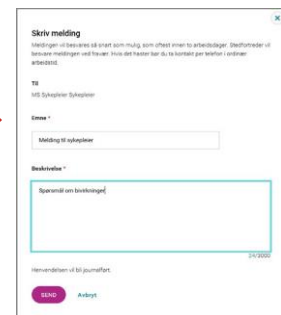 Skriv melding
Meldingen vil besvares så snart som mulig, som oftest innen to arbeidsdager. Stedfortreder vil
besvare meldingen ved fravær. Hvis det haster bør du ta kontakt per telefon i ordinær
arbeidstid.
Til
MS Sykepleier Sykepleier
Emne *
Melding til sykepleier
Beskrivelse *
Spørsmål om bivirkninger
24/3000
Henvendelsen vil bli journalført.
SEND Avbryt